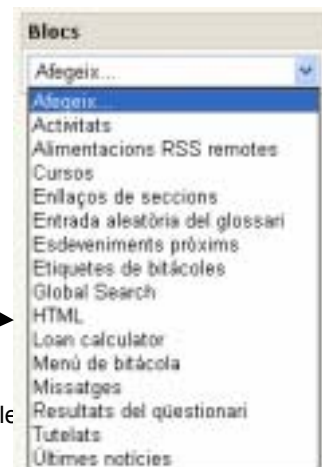 Blocs
Afegeix...
Afegeix...
Activitats
Alimentacions RSS remotes
Cursos
Enllaços de seccions
Entrada aleatòria del glossari
Esdeveniments pròxims
Etiquetes de bitàcoles
Global Search
HTML
Loan calculator
Menú de bitàcola
Missatges
le Resultats del qüestionari
Tutelats
Últimes notícies